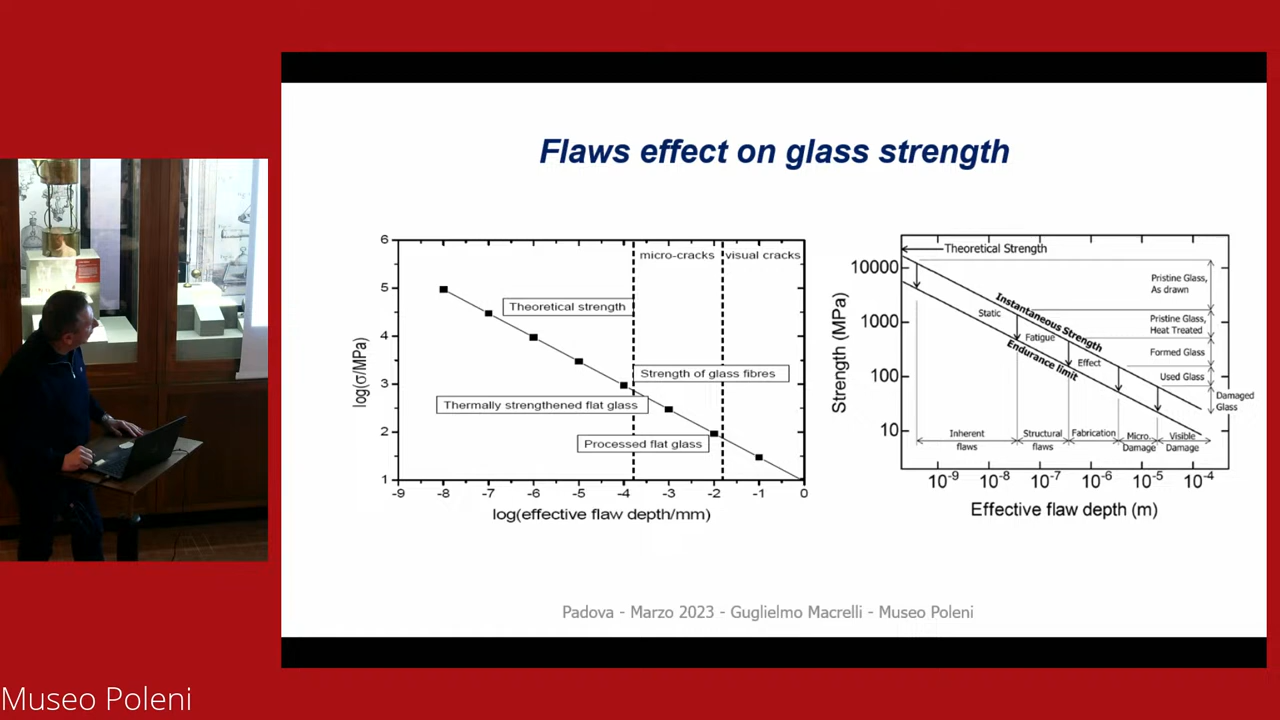 Flaws effect on glass strength
6
5
4
3
2
1
log(σ/MPa)
micro-cracks
visual cracks
Theoretical strength
Strength of glass fibres
Thermally strengthened flat glass
Processed flat glass
-9 -8 -7 -6 -5 -4 -3 -2 -1 0
log(effective flaw depth/mm)
Strength (MPa)
10000
1000
100
10
Theoretical Strength
Pristine Glass,
As drawn
Instantaneous Strength
Static
Fatigue
Effect
Endurance limit
Pristine Glass,
Heat Treated
Formed Glass
Used Glass
Damaged
Glass
Inherent
flaws
Structural
flaws
Fabrication
Micro..
Damage
Visible
Damage
10-9 10-8 10-7 10-6 10-5 10-4
Effective flaw depth (m)
Padova - Marzo 2023 - Guglielmo Macrelli - Museo Poleni
Museo Poleni